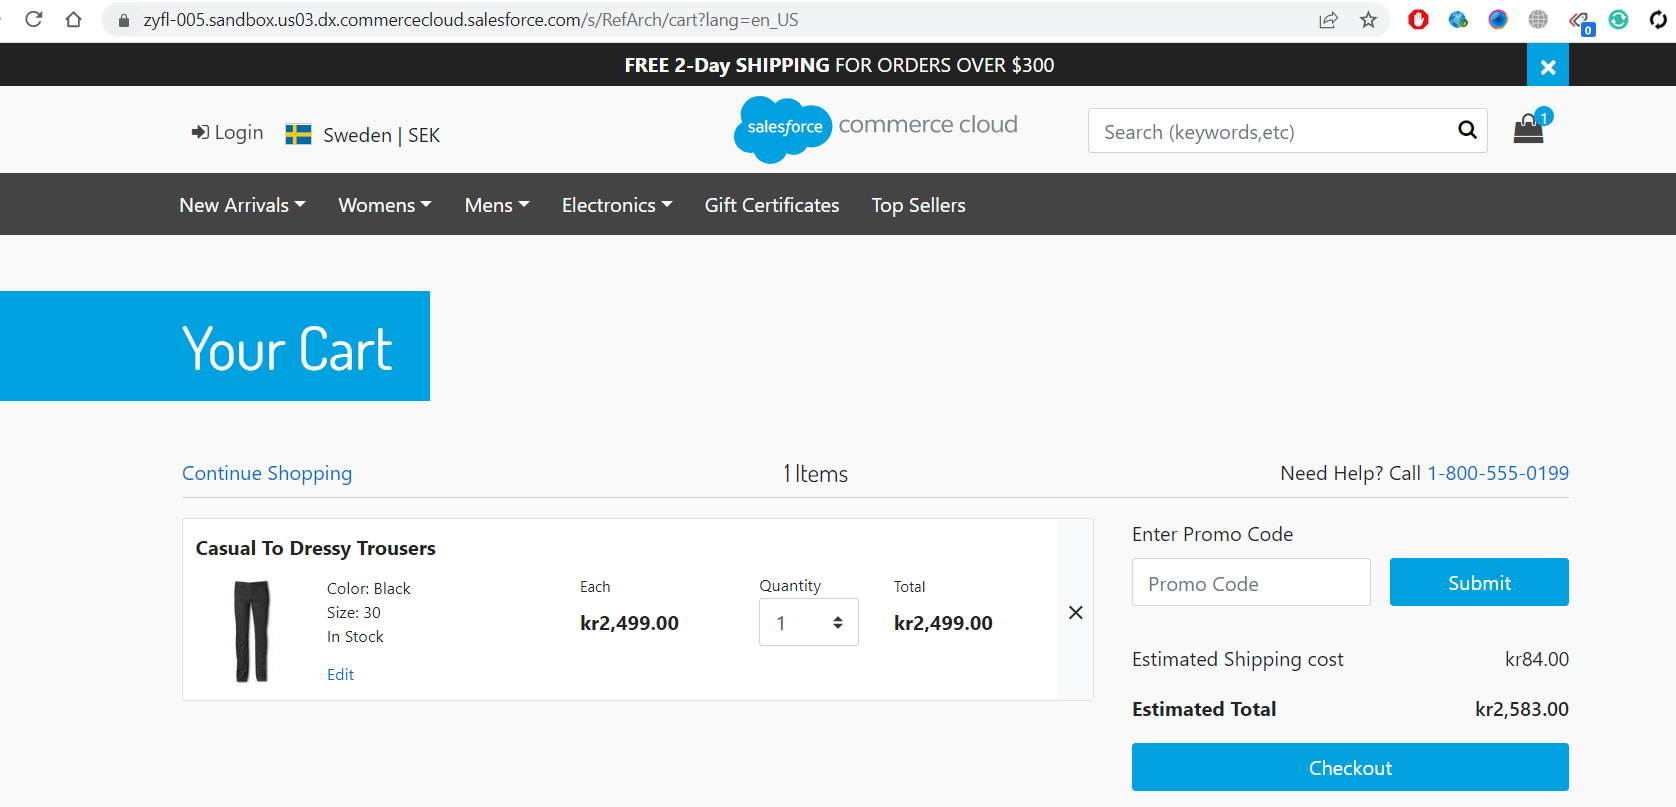 zyfl-005.sandbox.us03.dx.commercecloud.salesforce.com/s/RefArch/cart?lang=en_US
0
FREE 2-Day SHIPPING FOR ORDERS OVER $300
Login
Sweden | SEK
salesforce commerce cloud
Search (keywords,etc)
1
New Arrivals Womens Mens Electronics Gift Certificates Top Sellers
Your Cart
Continue Shopping
1 Items
Need Help? Call 1-800-555-0199
Casual To Dressy Trousers
Color: Black
Size: 30
In Stock
Edit
Each
kr2,499.00
Quantity
1
Total
kr2,499.00
Enter Promo Code
Promo Code
Submit
Estimated Shipping cost kr84.00
Estimated Total kr2,583.00
Checkout